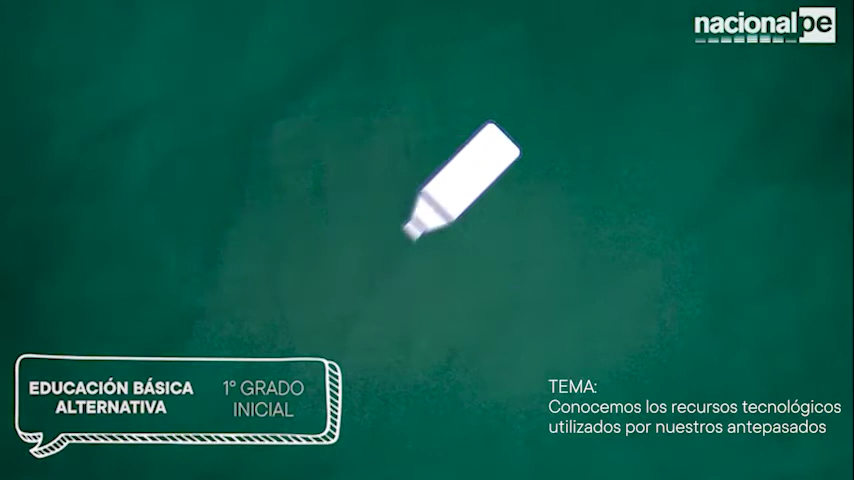 nacionalpe
EDUCACIÓN BÁSICA
ALTERNATIVA
1° GRADO
INICIAL
TEMA:
Conocemos los recursos tecnológicos
utilizados por nuestros antepasados